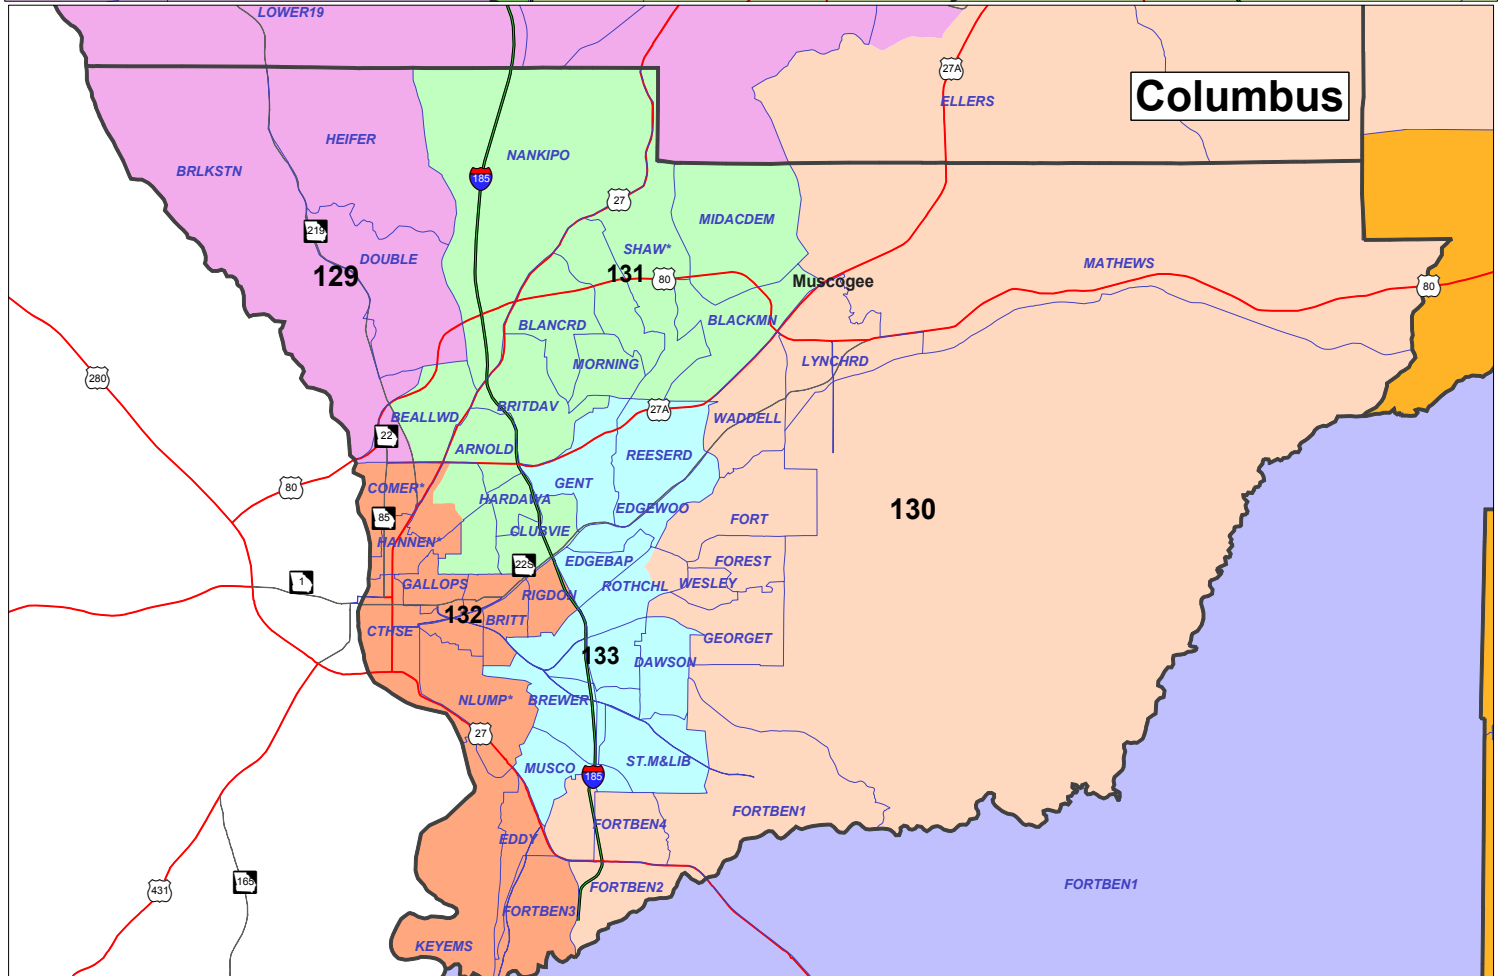 LOWER19
27A
ELLERS
Columbus
HEIFER
NANKIPO
BRLKSTN
185
27
MIDACDEM
219
SHAW*
DOUBLE
129
131
80
MATHEWS
Muscogee
80
BLANCRD
BLACKMN
MORNING
LYNCHRD
280
BRITDAV
27A
BEALLWD
WADDELL
22
ARNOLD
REESERD
80
COMER*
GENT
HARDAWA
EDGEWOO
130
85
FORT
CLUBVIE
HANNEN*
EDGEBAP
FOREST
22S
1
GALLOPS
ROTHCHL
WESLEY
RIGDON
132
BRITT
CTHSE
GEORGET
133
DAWSON
NLUMP*
BREWER
27
MUSCO
ST.M&LIB
185
FORTBEN1
FORTBEN4
EDDY
165
431
FORTBEN2
FORTBEN1
FORTBEN3
KEYEMS